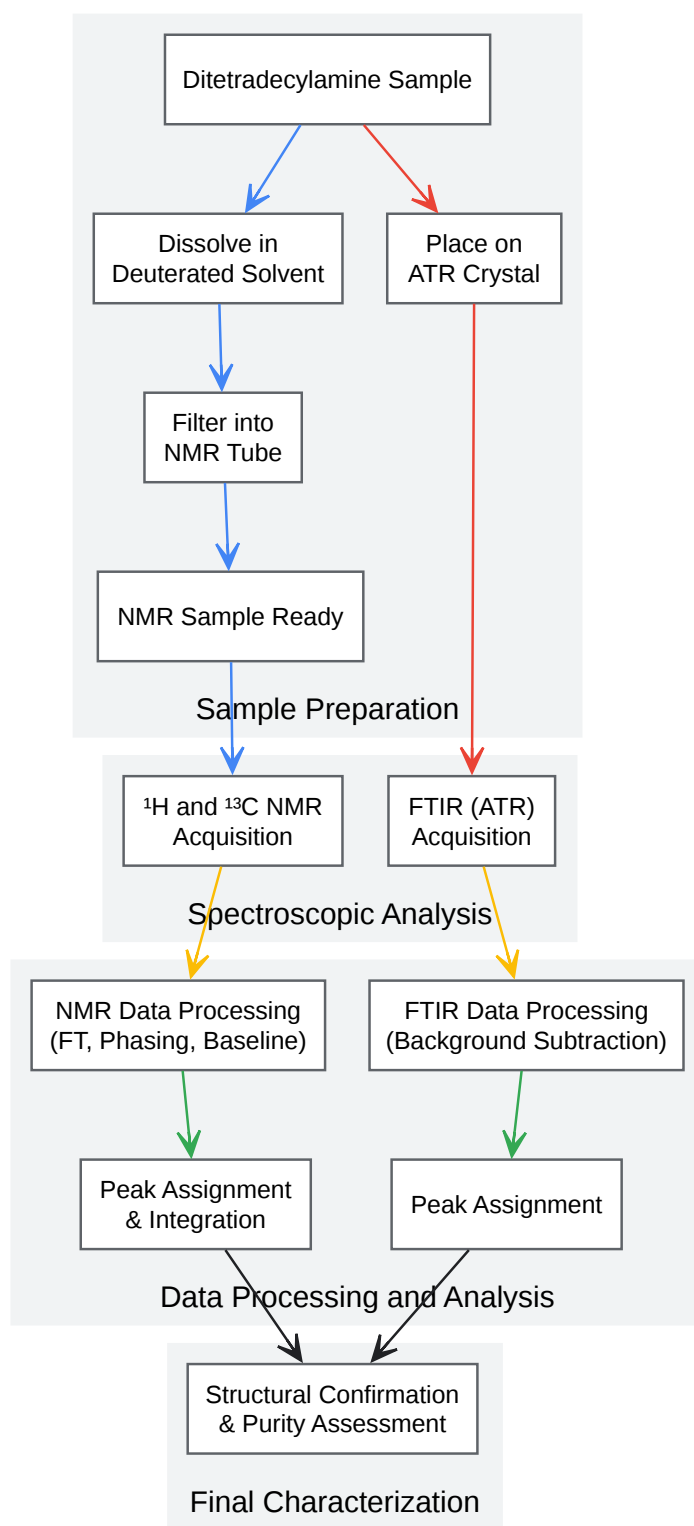 Ditetradecylamine Sample
Dissolve in
Deuterated Solvent
Place on
ATR Crystal
Filter into
NMR Tube
NMR Sample Ready
Sample Preparation
¹H and ¹³C NMR
Acquisition
FTIR (ATR)
Acquisition
Spectroscopic Analysis
NMR Data Processing
(FT, Phasing, Baseline)
FTIR Data Processing
(Background Subtraction)
Peak Assignment
& Integration
Peak Assignment
Data Processing and Analysis
Structural Confirmation
& Purity Assessment
Final Characterization